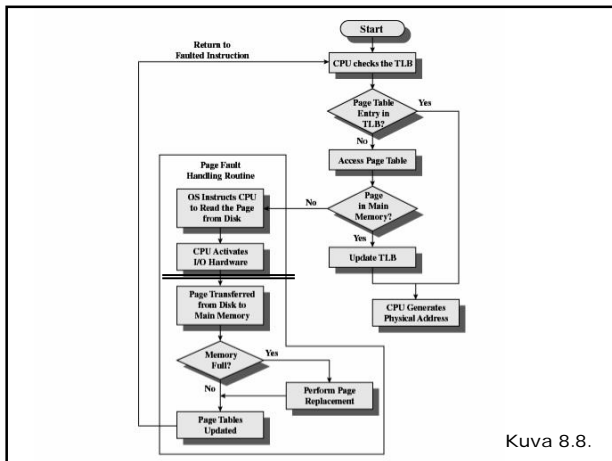 Start
Return to
Faulted Instruction
CPU checks the TLB
Page Table
Entry in
TLB?
Yes
No
Access Page Table
Page Fault
Handling Routine
OS Instructs CPU
to Read the Page
from Disk
No
Page
in Main
Memory?
Yes
CPU Activates
I/O Hardware
Update TLB
Page Transferred
from Disk to
Main Memory
CPU Generates
Physical Address
Memory
Full?
Yes
No
Perform Page
Replacement
Page Tables
Updated
Kuva 8.8.